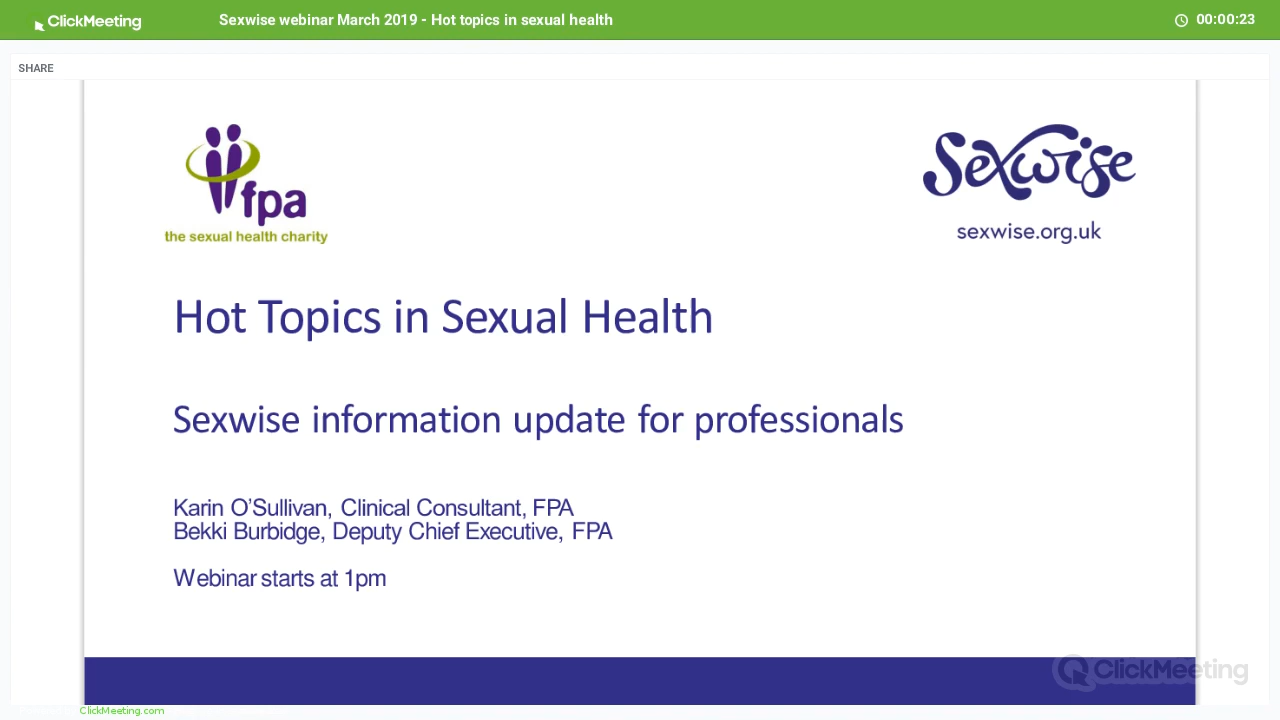 ClickMeeting
Sexwise webinar March 2019 - Hot topics in sexual health
00:00:23
SHARE
fpa
the sexual health charity
Sexwise
sexwise.org.uk
Hot Topics in Sexual Health
Sexwise information update for professionals
Karin O'Sullivan, Clinical Consultant, FPA
Bekki Burbidge, Deputy Chief Executive, FPA
Webinar starts at 1pm
ClickMeeting
ClickMeeting.com